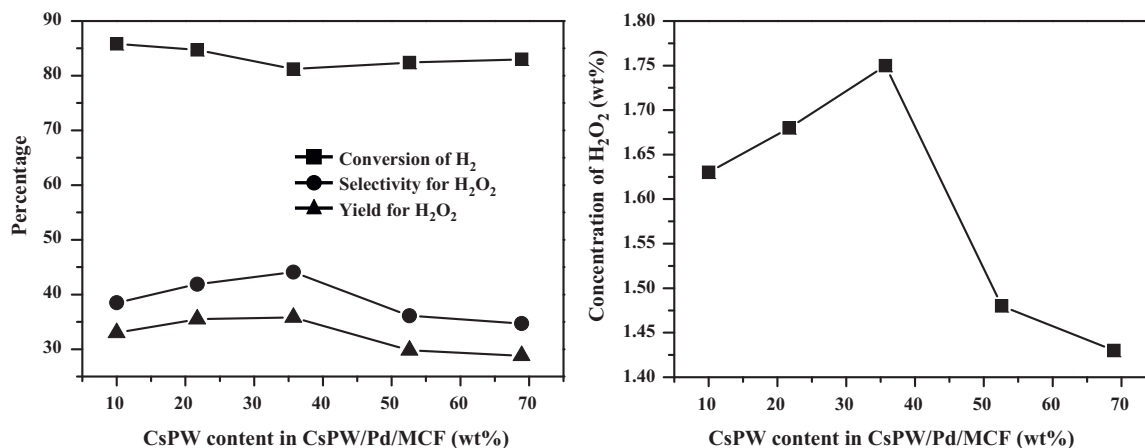 90
80
70
60
50
40
30
Percentage
Conversion of H₂
Selectivity for H₂O₂
Yield for H₂O₂
10 20 30 40 50 60 70
CsPW content in CsPW/Pd/MCF (wt%)
1.80
1.75
1.70
1.65
1.60
1.55
1.50
1.45
1.40
Concentration of H₂O₂ (wt%)
10 20 30 40 50 60 70
CsPW content in CsPW/Pd/MCF (wt%)